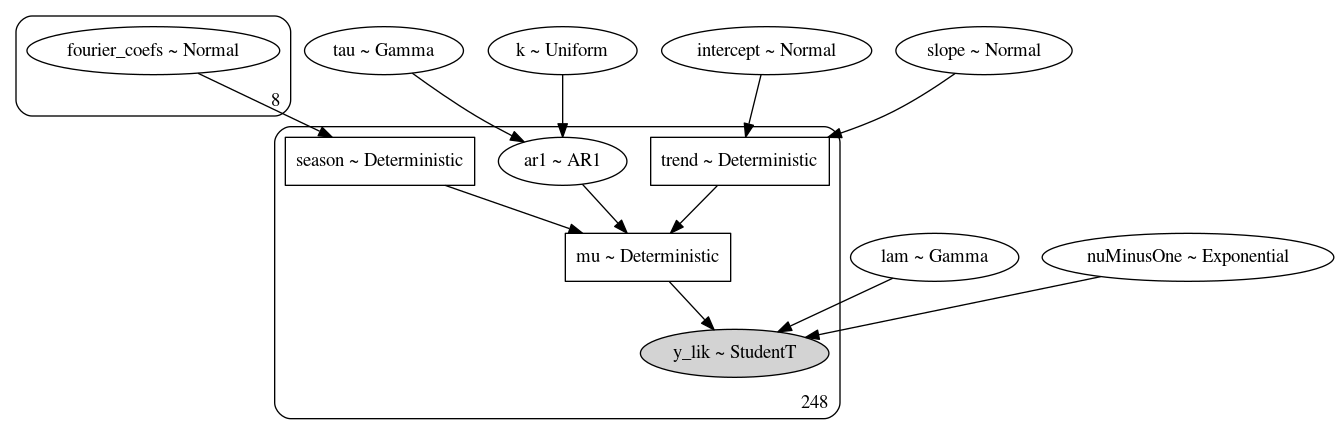 fourier_coefs ~ Normal
tau ~ Gamma
k ~ Uniform
intercept ~ Normal
slope ~ Normal
8
season ~ Deterministic
ar1 ~ AR1
trend ~ Deterministic
mu ~ Deterministic
lam ~ Gamma
nuMinusOne ~ Exponential
y_lik ~ StudentT
248